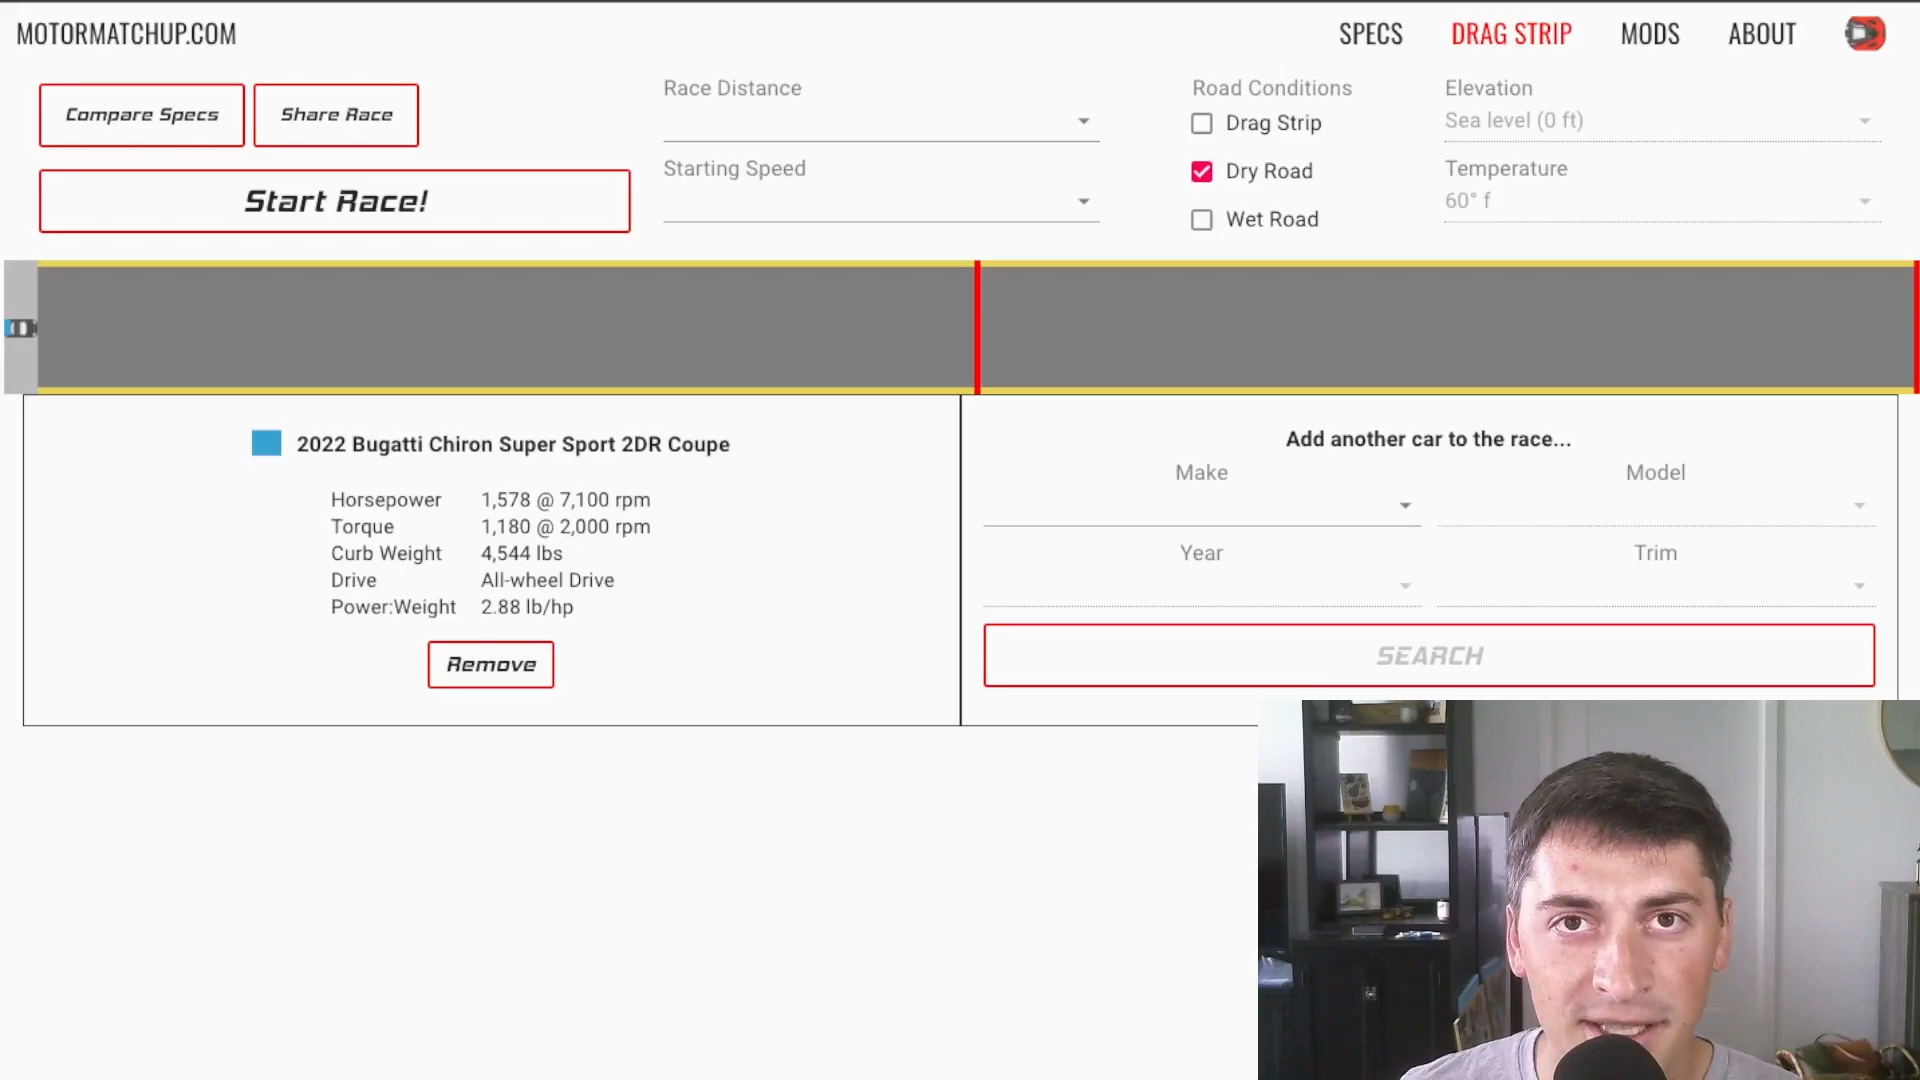 MOTORMATCHUP.COM
SPECS
DRAG STRIP
MODS
ABOUT
Compare Specs
Share Race
Start Race!
Race Distance
Starting Speed
Road Conditions
Drag Strip
Dry Road
Wet Road
Elevation
Sea level (0 ft)
Temperature
60° f
2022 Bugatti Chiron Super Sport 2DR Coupe
Horsepower 1,578 @ 7,100 rpm
Torque 1,180 @ 2,000 rpm
Curb Weight 4,544 lbs
Drive All-wheel Drive
Power:Weight 2.88 lb/hp
Remove
Add another car to the race...
Make
Model
Year
Trim
SEARCH